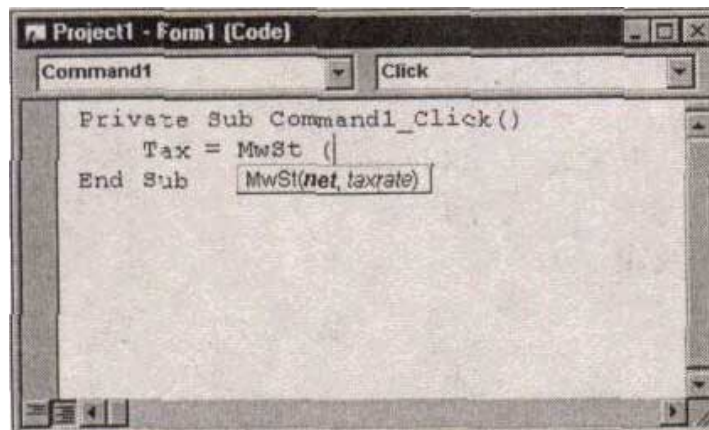 Project1 - Form1 (Code)
Command1 Click
Private Sub Command1_Click()
Tax = MwSt (
End Sub
MwSt(net, taxrate)